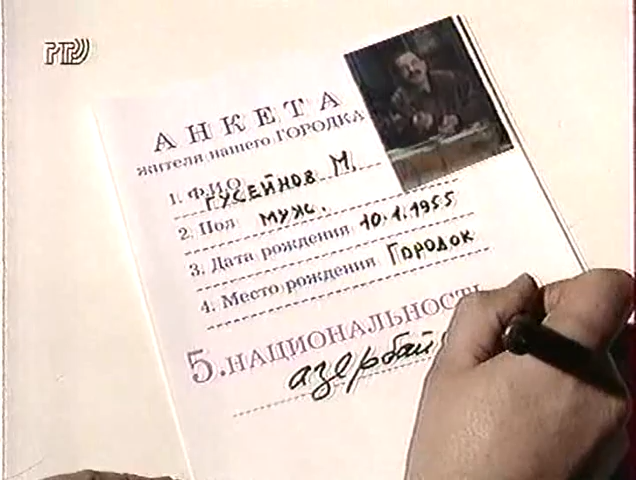 РТР
АНКЕТА
жителя нашего ГОРОДКА
1. Ф.И.О. ГУСЕЙНОВ М.
2. Пол МУЖ.
3. Дата рождения 10.1.1955
4. Место рождения ГОРОДОК
5. НАЦИОНАЛЬНОСТЬ
азербай